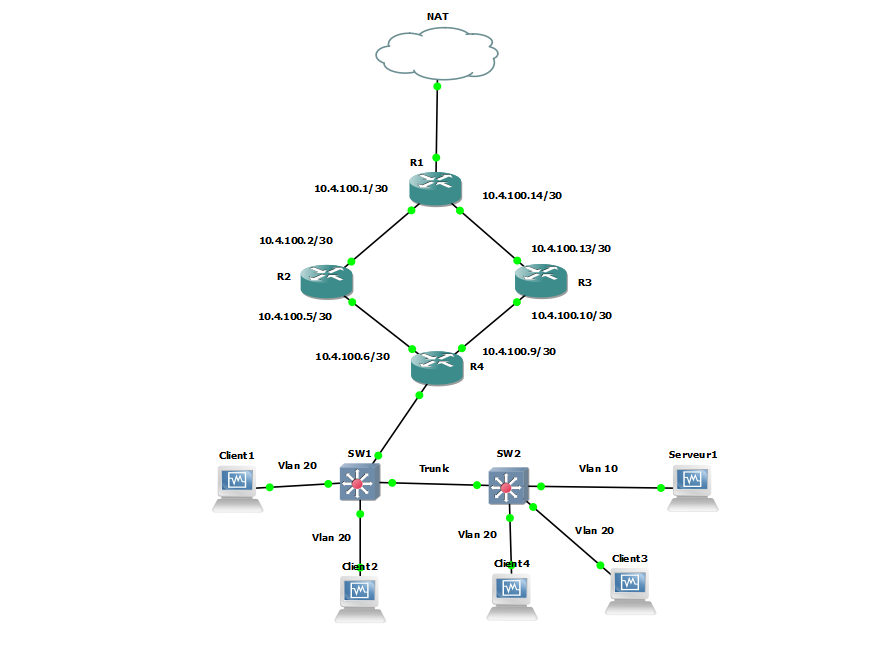 NAT
R1
10.4.100.1/30
10.4.100.14/30
10.4.100.2/30
10.4.100.13/30
R2
R3
10.4.100.5/30
10.4.100.10/30
10.4.100.6/30
10.4.100.9/30
R4
Client1
Vlan 20
SW1
Trunk
SW2
Vlan 10
Serveur1
Vlan 20
Vlan 20
Vlan 20
Client2
Client4
Client3